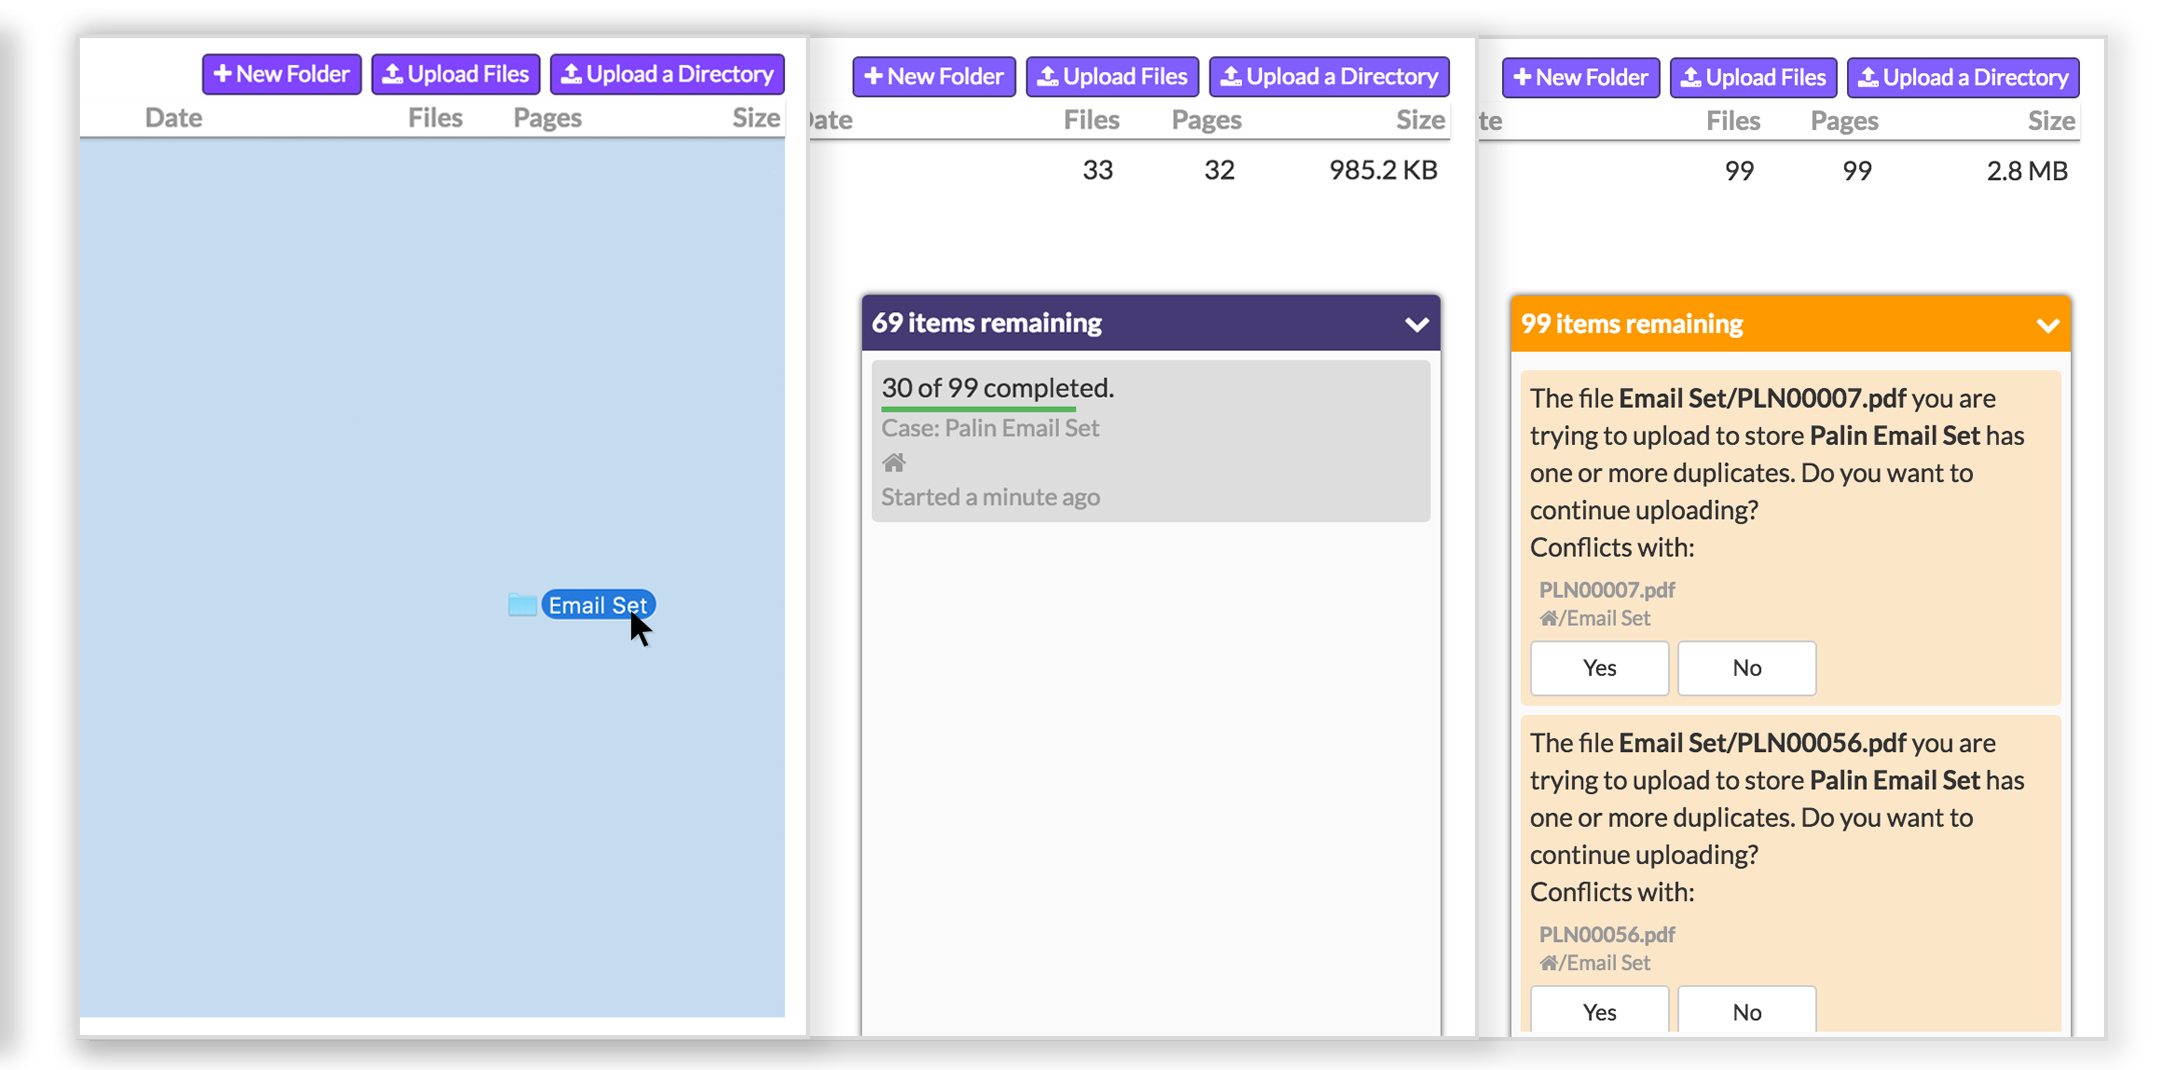 New Folder Upload Files Upload a Directory
Date Files Pages Size
Email Set
New Folder Upload Files Upload a Directory
ate Files Pages Size
33 32 985.2 KB
69 items remaining
30 of 99 completed.
Case: Palin Email Set
Started a minute ago
New Folder Upload Files Upload a Directory
te Files Pages Size
99 99 2.8 MB
99 items remaining
The file Email Set/PLN00007.pdf you are
trying to upload to store Palin Email Set has
one or more duplicates. Do you want to
continue uploading?
Conflicts with:
PLN00007.pdf
/Email Set
Yes No
The file Email Set/PLN00056.pdf you are
trying to upload to store Palin Email Set has
one or more duplicates. Do you want to
continue uploading?
Conflicts with:
PLN00056.pdf
/Email Set
Yes No